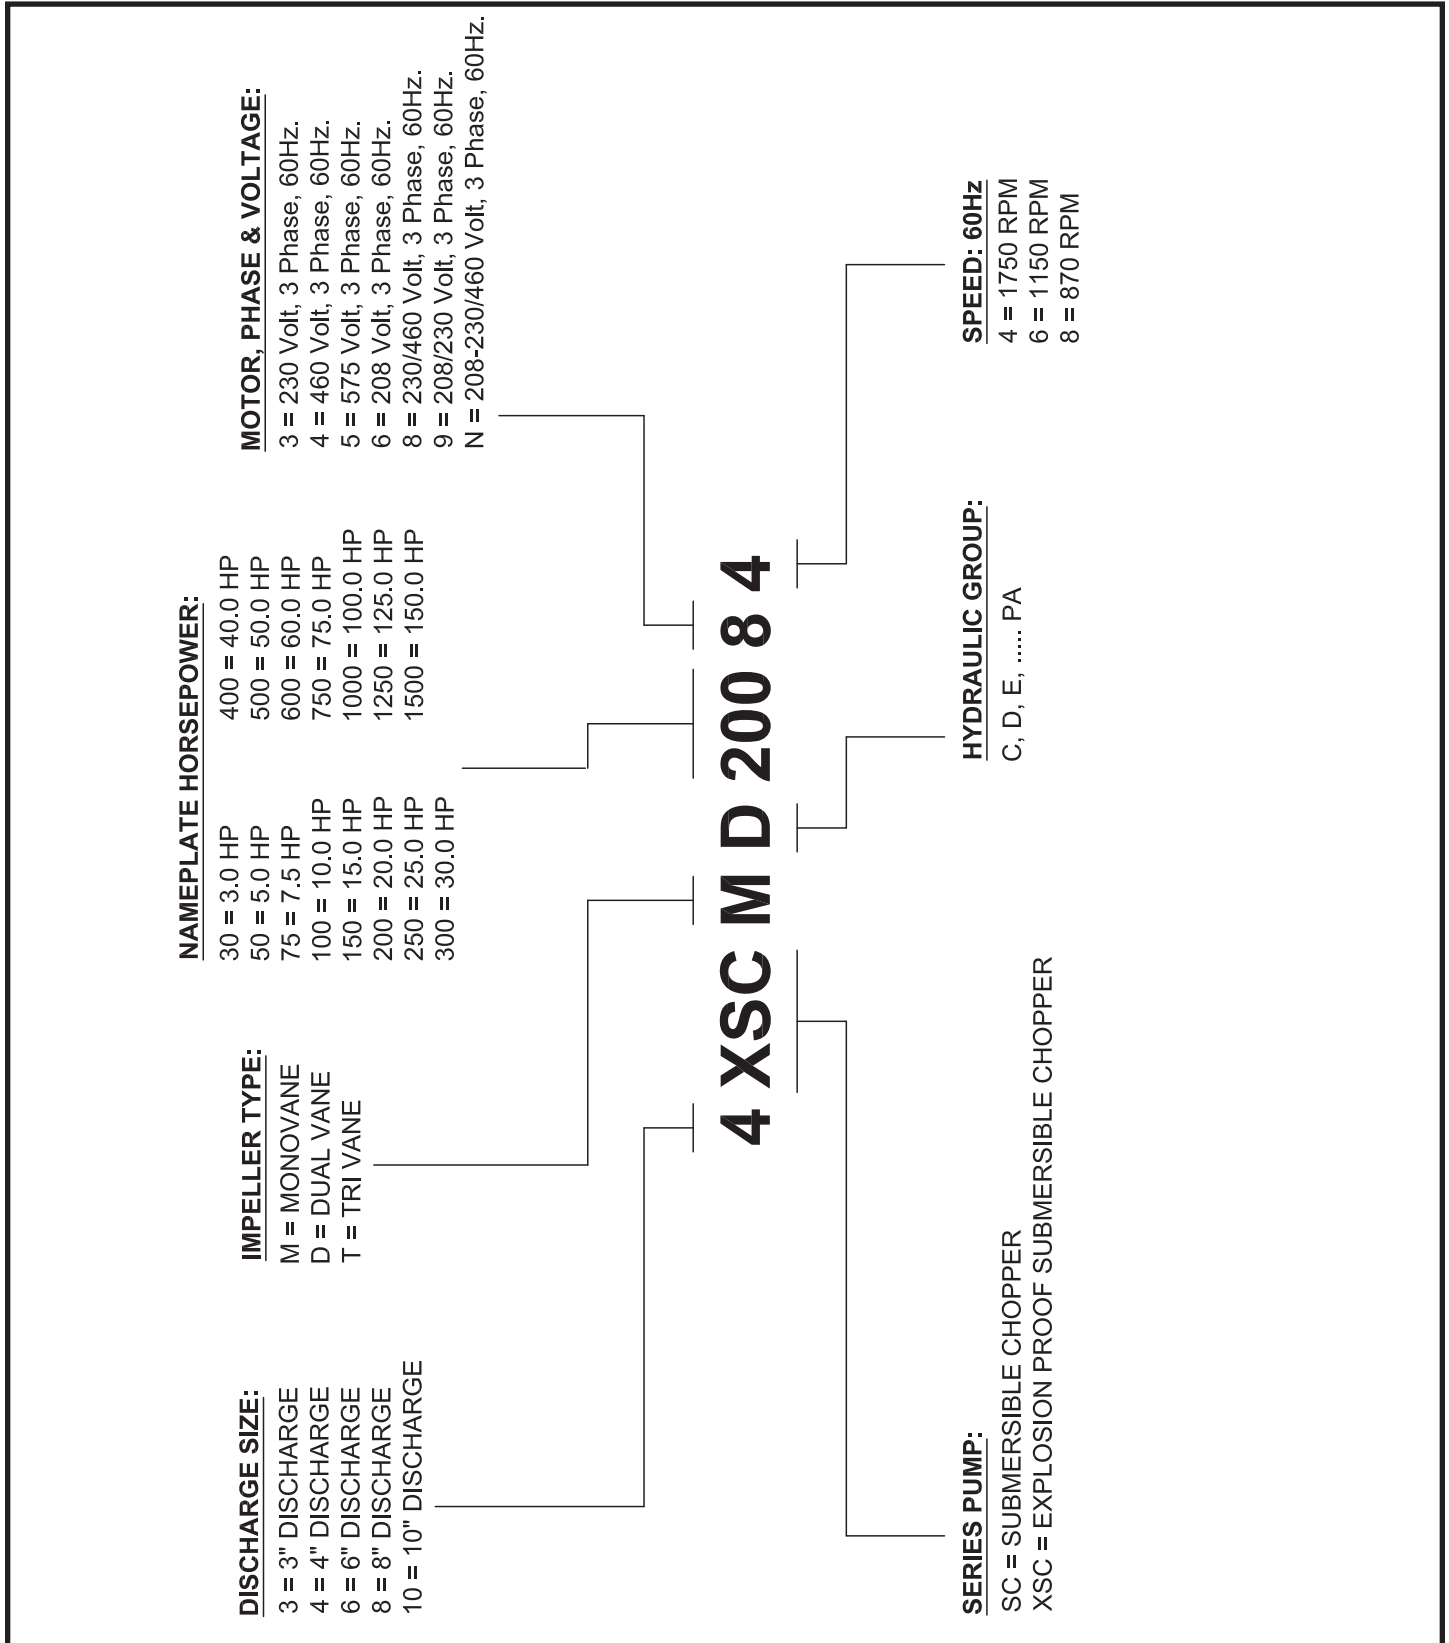 DISCHARGE SIZE:
3 = 3" DISCHARGE
4 = 4" DISCHARGE
6 = 6" DISCHARGE
8 = 8" DISCHARGE
10 = 10" DISCHARGE
IMPELLER TYPE:
M = MONOVANE
D = DUAL VANE
T = TRI VANE
NAMEPLATE HORSEPOWER:
30 = 3.0 HP
50 = 5.0 HP
75 = 7.5 HP
100 = 10.0 HP
150 = 15.0 HP
200 = 20.0 HP
250 = 25.0 HP
300 = 30.0 HP
400 = 40.0 HP
500 = 50.0 HP
600 = 60.0 HP
750 = 75.0 HP
1000 = 100.0 HP
1250 = 125.0 HP
1500 = 150.0 HP
MOTOR, PHASE & VOLTAGE:
3 = 230 Volt, 3 Phase, 60Hz.
4 = 460 Volt, 3 Phase, 60Hz.
5 = 575 Volt, 3 Phase, 60Hz.
6 = 208 Volt, 3 Phase, 60Hz.
8 = 230/460 Volt, 3 Phase, 60Hz.
9 = 208/230 Volt, 3 Phase, 60Hz.
N = 208-230/460 Volt, 3 Phase, 60Hz.
4 XSC M D 200 8 4
SERIES PUMP:
SC = SUBMERSIBLE CHOPPER
XSC = EXPLOSION PROOF SUBMERSIBLE CHOPPER
HYDRAULIC GROUP:
C, D, E, ..... PA
SPEED: 60Hz
4 = 1750 RPM
6 = 1150 RPM
8 = 870 RPM